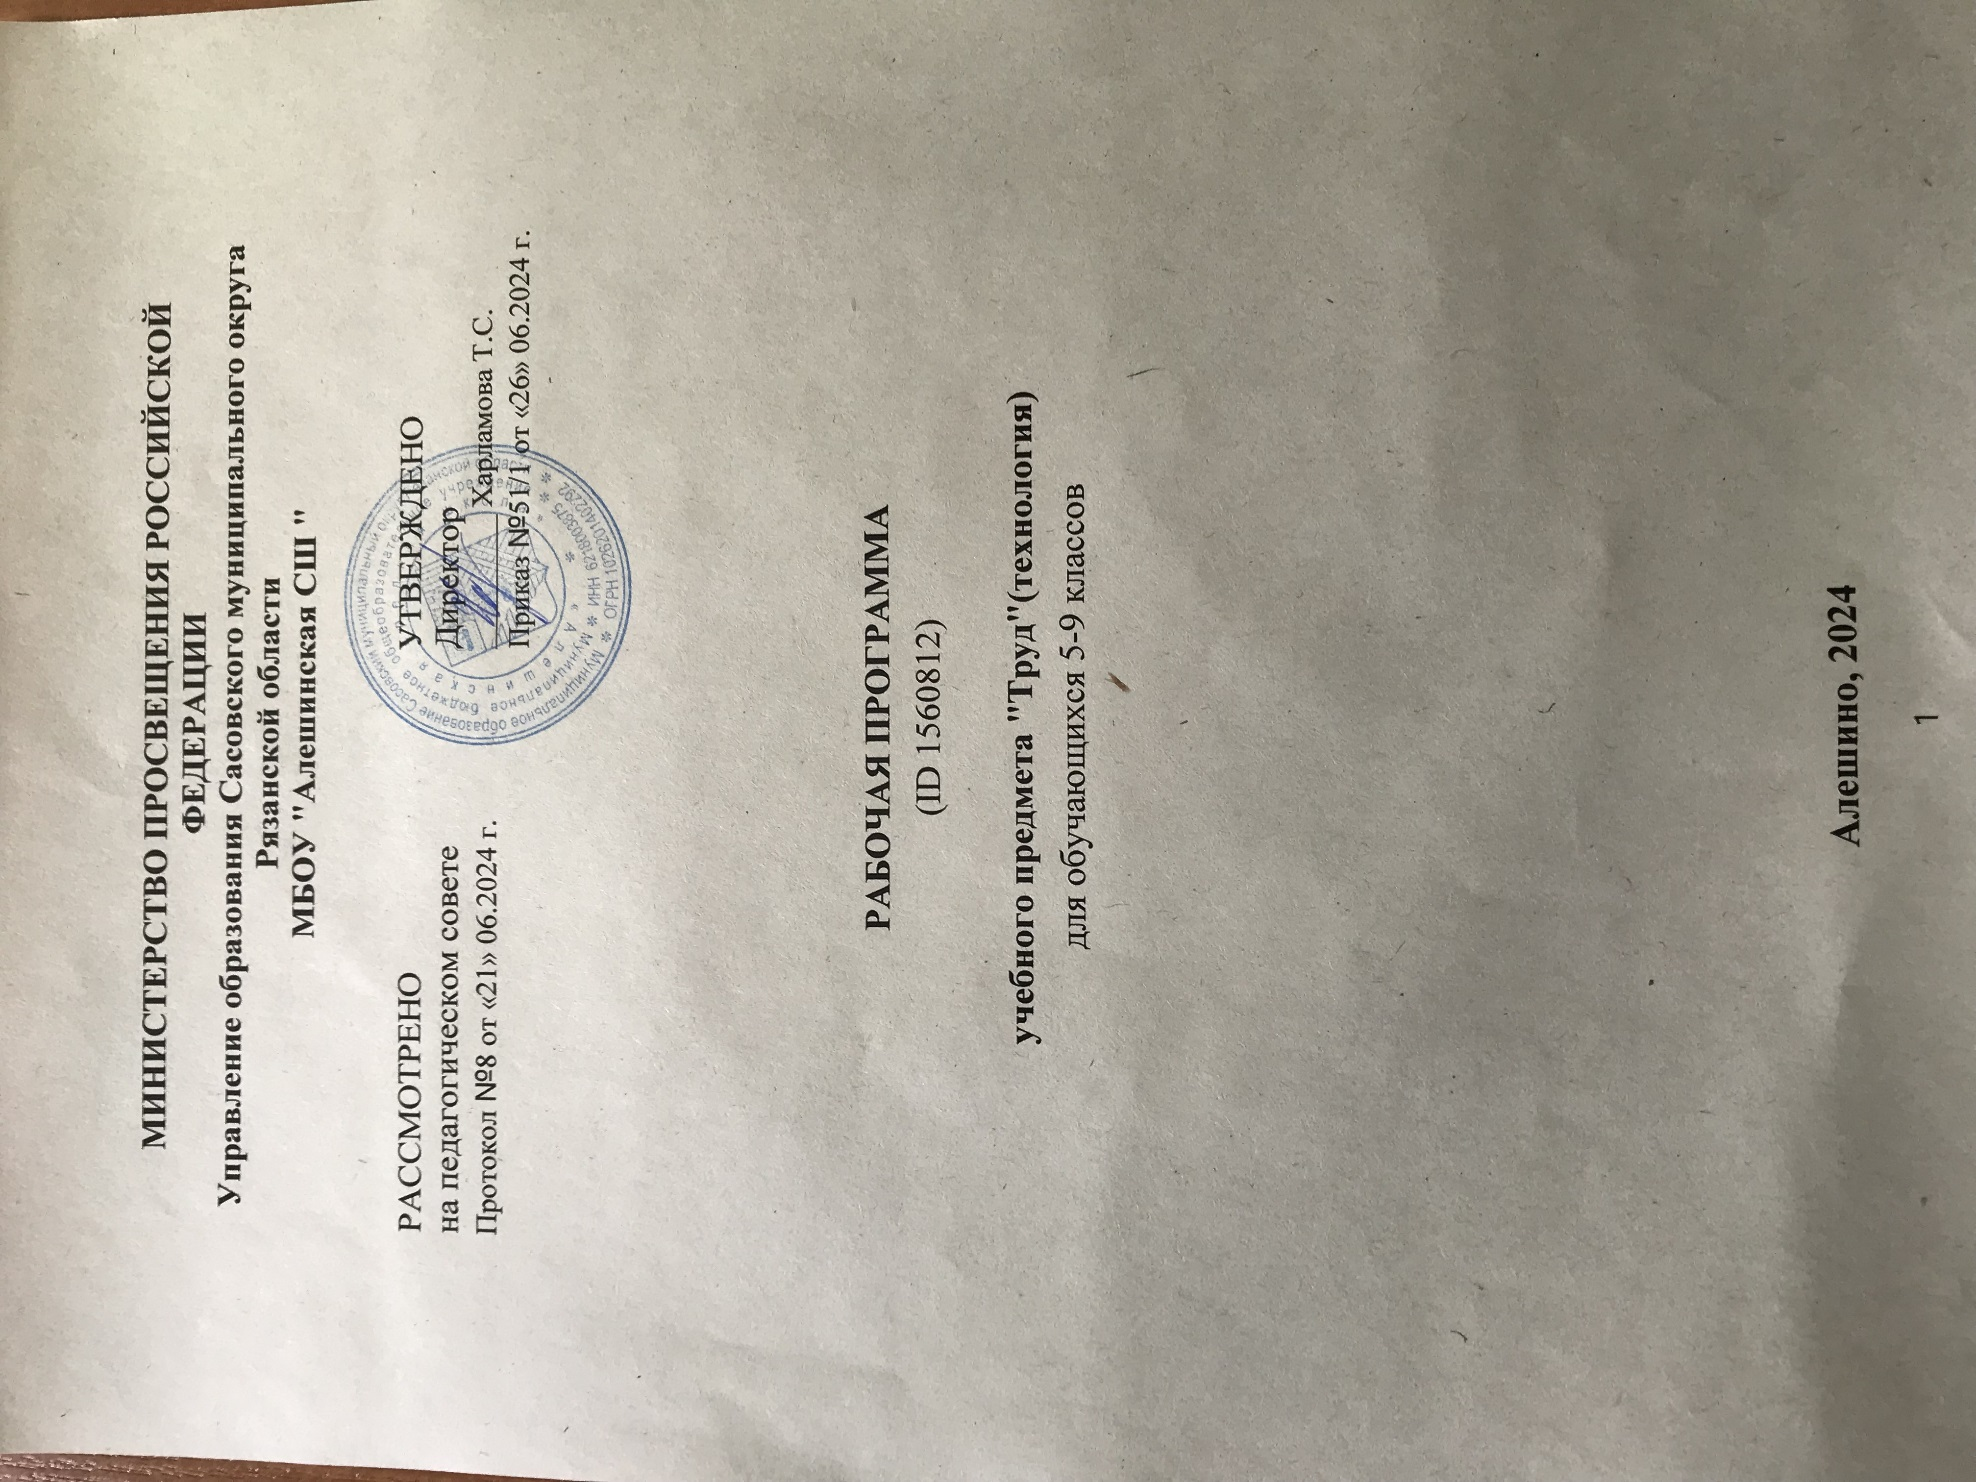 МИНИСТЕРСТВО ПРОСВЕЩЕНИЯ РОССИЙСКОЙ
ФЕДЕРАЦИИ
Управление образования Сасовского муниципального округа
Рязанской области
МБОУ "Алешинская СШ "
РАССМОТРЕНО
на педагогическом совете
Протокол №8 от «21» 06.2024 г.
УТВЕРЖДЕНО
Директор
Харламова Т.С.
Приказ №51/1 от «26» 06.2024 г.
РАБОЧАЯ ПРОГРАММА
(ID 1560812)
учебного предмета "Труд"(технология)
для обучающихся 5-9 классов
Алешино, 2024
1